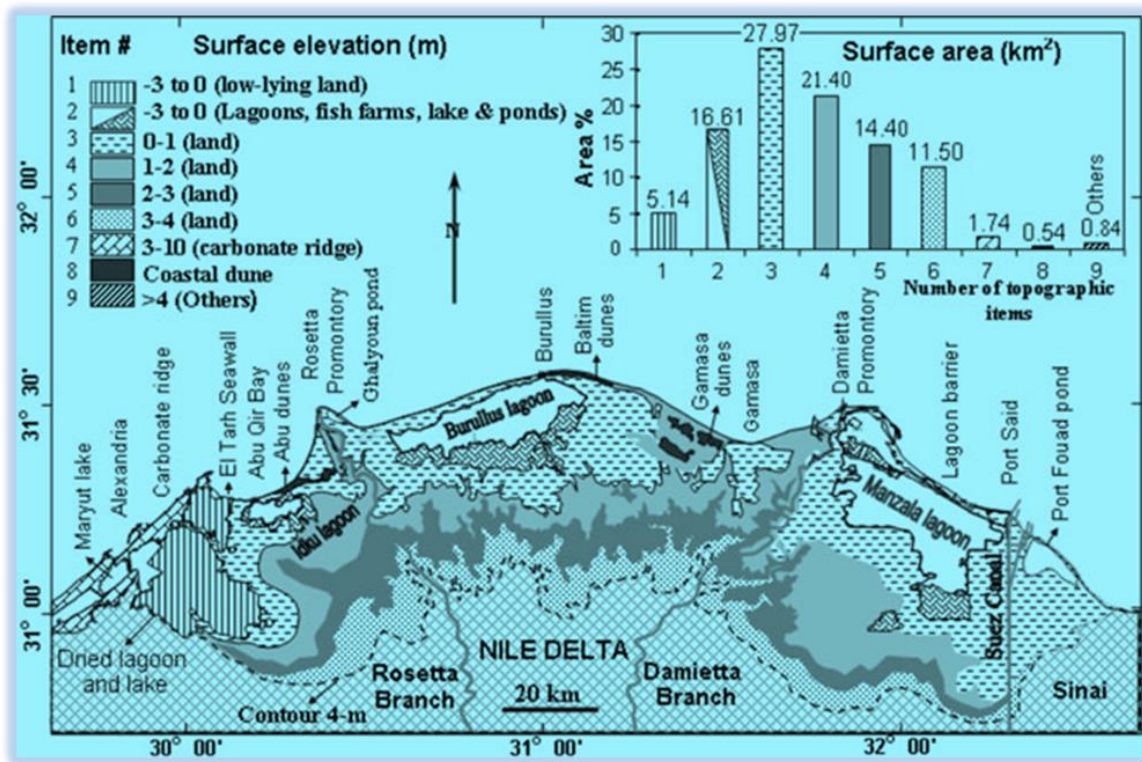 Item # Surface elevation (m)
1 -3 to 0 (low-lying land)
2 -3 to 0 (Lagoons, fish farms, lake & ponds)
3 0-1 (land)
4 1-2 (land)
5 2-3 (land)
6 3-4 (land)
7 3-10 (carbonate ridge)
8 Coastal dune
9 >4 (Others)
Surface area (km²)
Area %
30
25
20
15
10
5
0
5.14
16.61
27.97
21.40
14.40
11.50
1.74
0.54
0.84
Others
1 2 3 4 5 6 7 8 9
Number of topographic
items
N
32° 00'
31° 30'
31° 00'
Maryut lake
Alexandria
Carbonate ridge
El Tarh Seawall
Abu Qir Bay
Abu dunes
Rosetta
Promontory
Ghalyoun pond
Burullus
Baltim
dunes
Gamasa
dunes
Gamasa
Damietta
Promontory
Lagoon barrier
Port Said
Port Fouad pond
Burullus lagoon
Idku lagoon
Manzala lagoon
Suez Canal
Dried lagoon
and lake
Rosetta
Branch
NILE DELTA
Damietta
Branch
Sinai
20 km
Contour 4-m
30° 00'
31° 00'
32° 00'